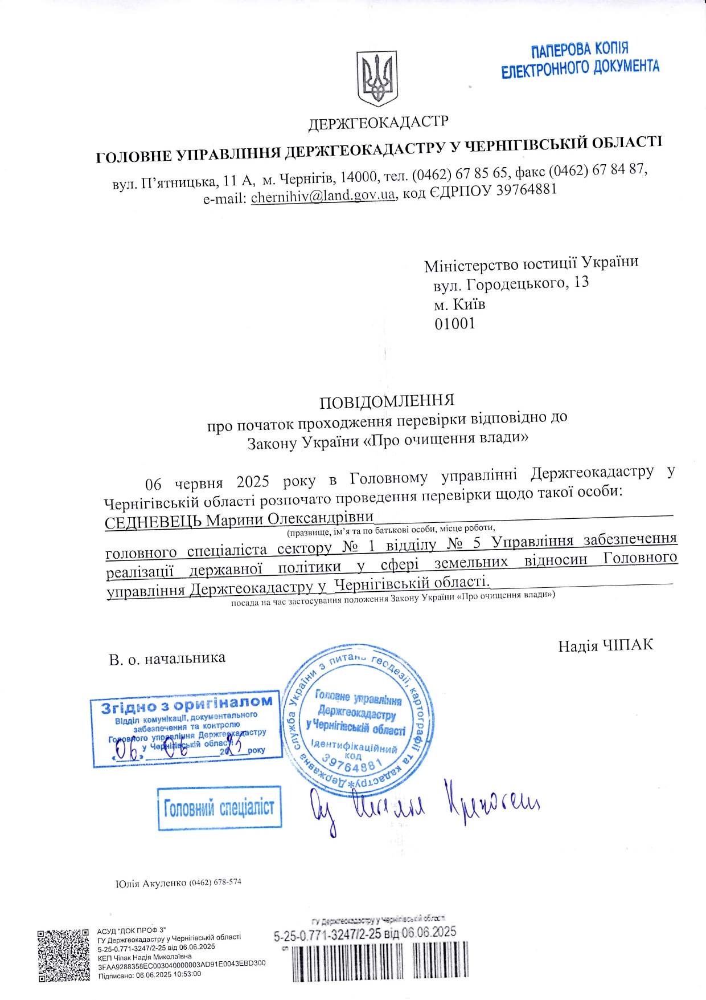 ПАПЕРОВА КОПІЯ
ЕЛЕКТРОННОГО ДОКУМЕНТА
ДЕРЖГЕОКАДАСТР
ГОЛОВНЕ УПРАВЛІННЯ ДЕРЖГЕОКАДАСТРУ У ЧЕРНІГІВСЬКІЙ ОБЛАСТІ
вул. П’ятницька, 11 А, м. Чернігів, 14000, тел. (0462) 67 85 65, факс (0462) 67 84 87,
e-mail: chernihiv@land.gov.ua, код ЄДРПОУ 39764881
Міністерство юстиції України
вул. Городецького, 13
м. Київ
01001
ПОВІДОМЛЕННЯ
про початок проходження перевірки відповідно до
Закону України «Про очищення влади»
06 червня 2025 року в Головному управлінні Держгеокадастру у
Чернігівській області розпочато проведення перевірки щодо такої особи:
СЕДНЕВЕЦЬ Марини Олександрівни
(празвище, ім’я та по батькові особи, місце роботи,
головного спеціаліста сектору № 1 відділу № 5 Управління забезпечення
реалізації державної політики у сфері земельних відносин Головного
управління Держгеокадастру у Чернігівській області.
посада на час застосування положення Закону України «Про очищення влади»)
В. о. начальника
Надія ЧІПАК
Згідно з оригіналом
Відділ комунікації, документального
забезпечення та контролю
Головного управління Держгеокадастру
у Чернігівській області
«06» 06 2025 року
Державна служба України з питань геодезії, картографії та кадастру*
Головне управління
Держгеокадастру
у Чернігівській області
Ідентифікаційний
код
39764881
Головний спеціаліст
Юлія Акуленко (0462) 678-574
АСУД "ДОК ПРОФ 3"
ГУ Держгеокадастру у Чернігівській області
5-25-0.771-3247/2-25 від 06.06.2025
КЕП Чіпак Надія Миколаївна
3FAA9288358EC003040000003AD91E0043EBD300
Підписано: 06.06.2025 10:53:00
ГУ Держгеокадастру у Чернігівській області
5-25-0.771-3247/2-25 від 06.06.2025